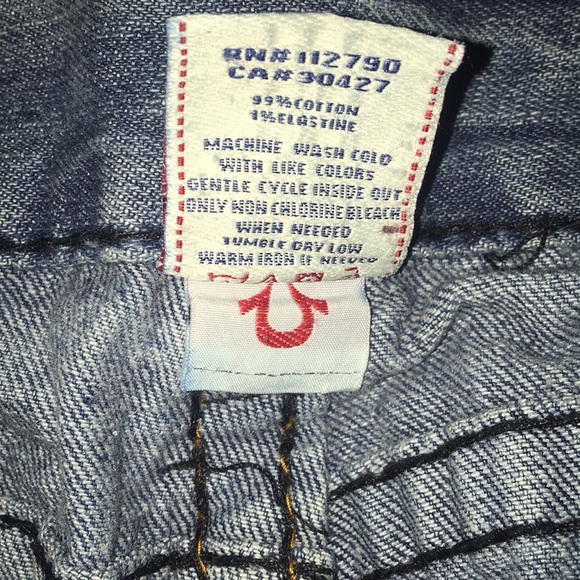 RN# 112790
CA# 30427
99% COTTON
1% ELASTINE
MACHINE WASH COLD
WITH LIKE COLORS
GENTLE CYCLE INSIDE OUT
ONLY NON CHLORINE BLEACH
WHEN NEEDED
TUMBLE DRY LOW
WARM IRON IF NEEDED